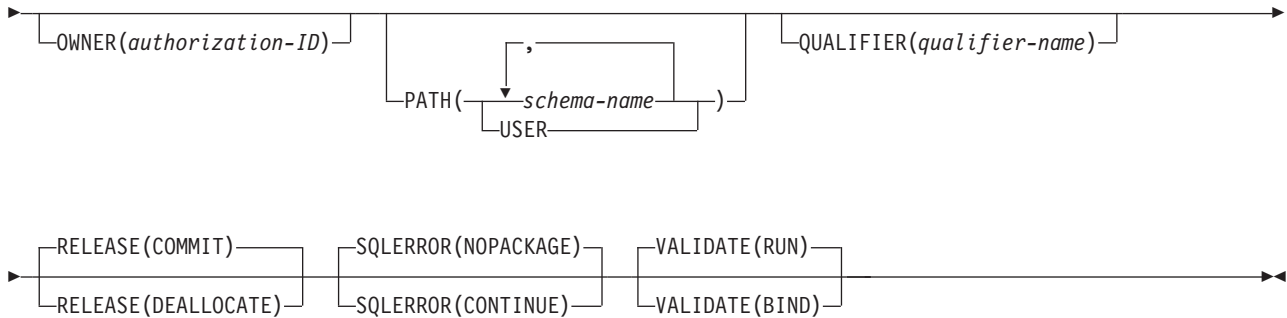 OWNER(authorization-ID) QUALIFIER(qualifier-name)
,
PATH( schema-name )
USER
RELEASE(COMMIT) SQLERROR(NOPACKAGE) VALIDATE(RUN)
RELEASE(DEALLOCATE) SQLERROR(CONTINUE) VALIDATE(BIND)